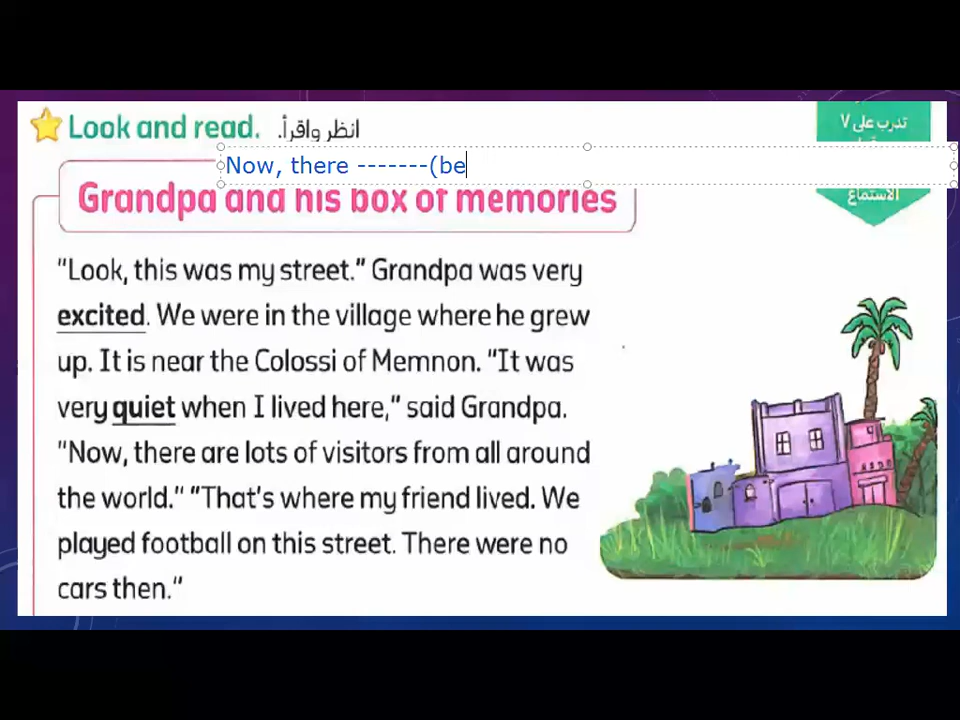 Look and read. انظر واقرأ.
تدرب على ٧
Now, there -------(be
الاستماع
Grandpa and his box of memories
"Look, this was my street." Grandpa was very
excited. We were in the village where he grew
up. It is near the Colossi of Memnon. "It was
very quiet when I lived here," said Grandpa.
"Now, there are lots of visitors from all around
the world." "That's where my friend lived. We
played football on this street. There were no
cars then."